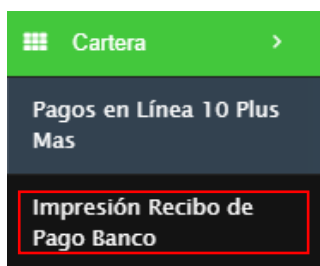 Cartera
Pagos en Línea 10 Plus
Mas
Impresión Recibo de
Pago Banco